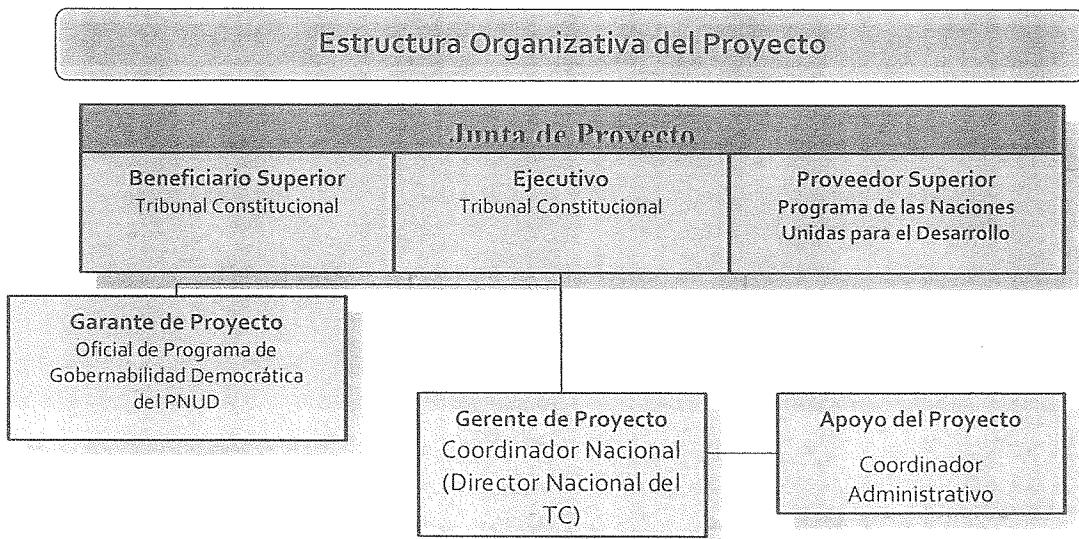 Estructura Organizativa del Proyecto
Junta de Proyecto
Beneficiario Superior
Tribunal Constitucional
Ejecutivo
Tribunal Constitucional
Proveedor Superior
Programa de las Naciones
Unidas para el Desarrollo
Garante de Proyecto
Oficial de Programa de
Gobernabilidad Democrática
del PNUD
Gerente de Proyecto
Coordinador Nacional
(Director Nacional del
TC)
Apoyo del Proyecto
Coordinador
Administrativo